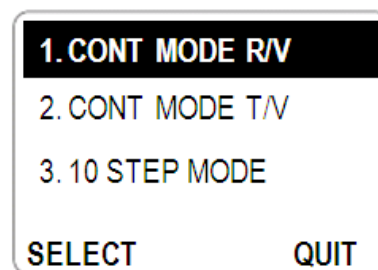 1. CONT MODE R/V
2. CONT MODE T/V
3. 10 STEP MODE
SELECT QUIT